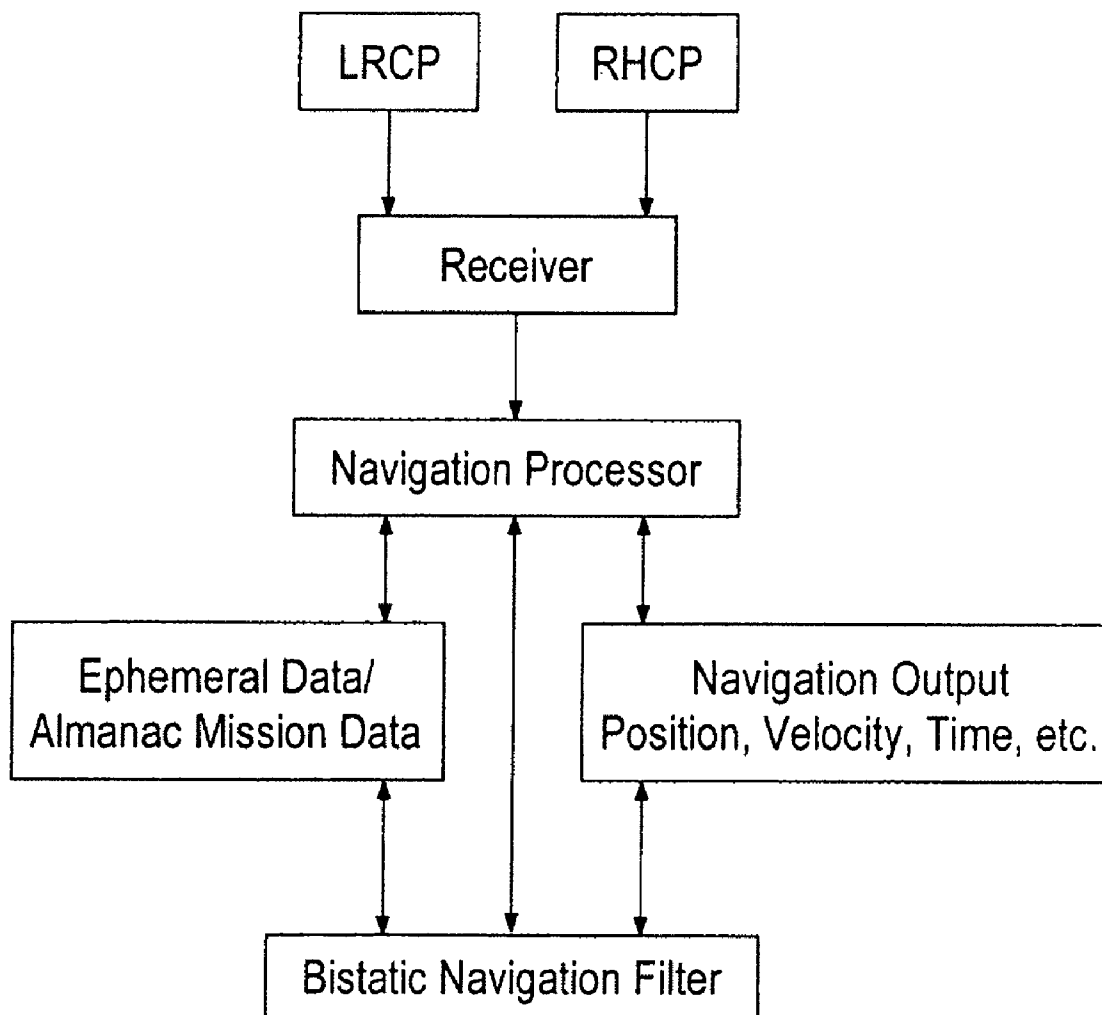 LRCP
RHCP
Receiver
Navigation Processor
Ephemeral Data/
Almanac Mission Data
Navigation Output
Position, Velocity, Time, etc.
Bistatic Navigation Filter